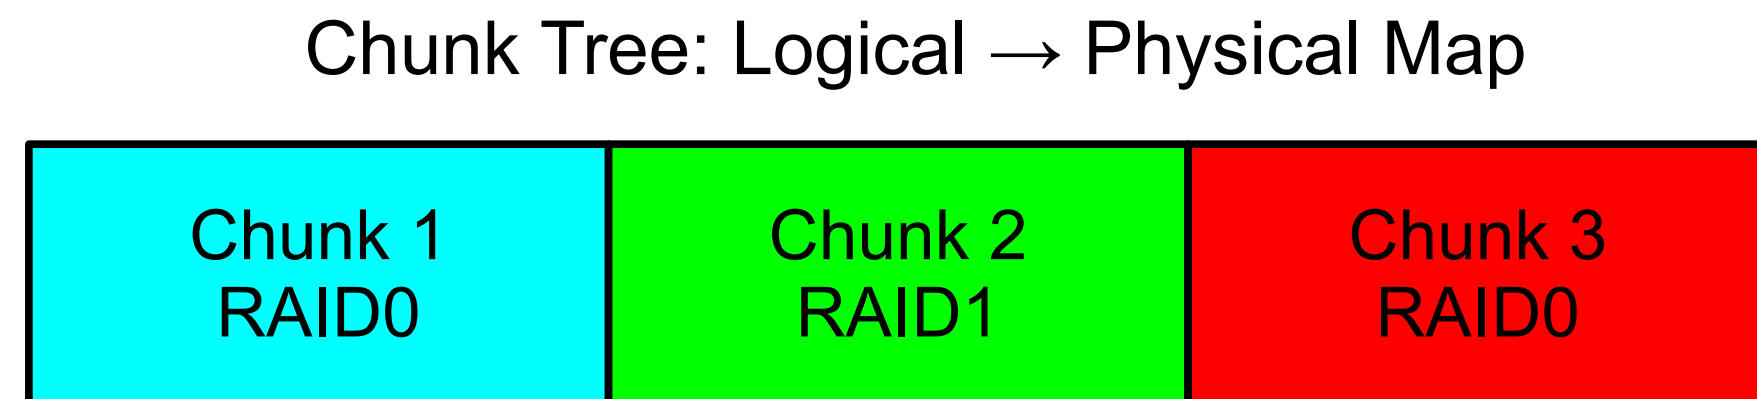 Chunk Tree: Logical → Physical Map
Chunk 1
RAID0
Chunk 2
RAID1
Chunk 3
RAID0